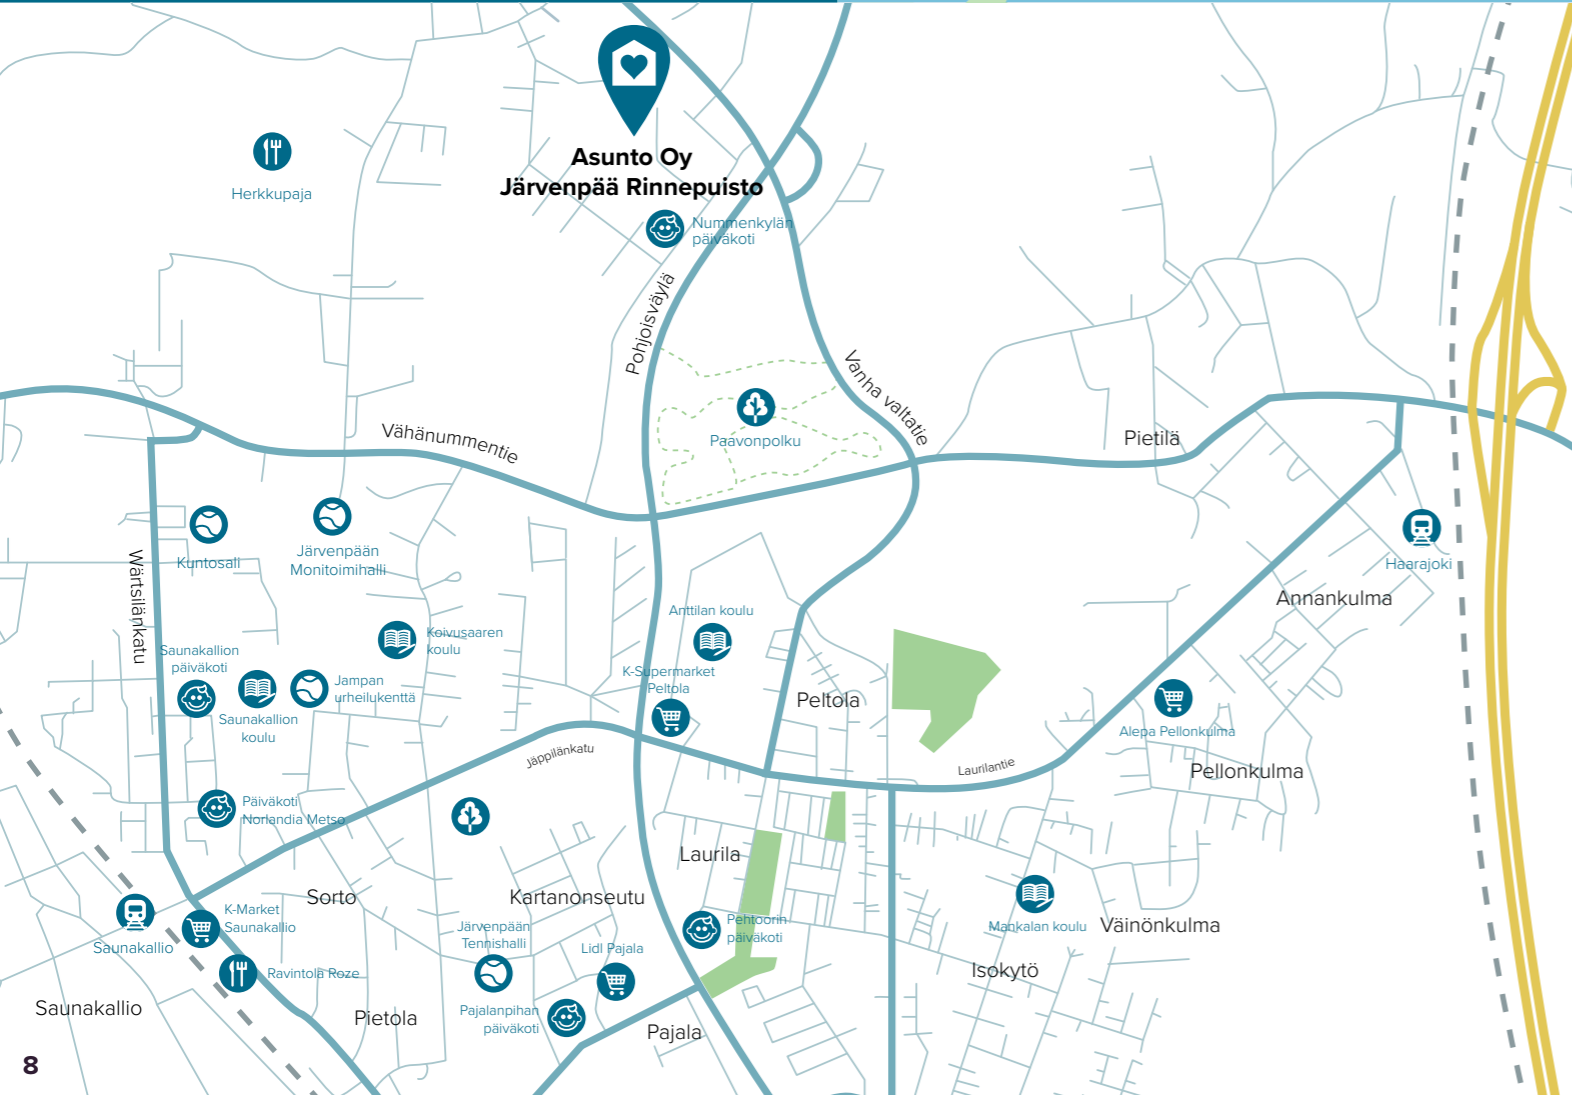 Asunto Oy
Järvenpää Rinnepuisto
Herkkupaja
Nummenkylän
päiväkoti
Pohjoisväylä
Vanha valtatie
Paavonpolku
Vähänummentie
Pietilä
Kuntosali
Järvenpään
Monitoimihalli
Haarajoki
Wärtsilänkatu
Annankulma
Anttilan koulu
Koivusaaren
koulu
Saunakallion
päiväkoti
K-Supermarket
Peltola
Jampan
urheilukenttä
Peltola
Saunakallion
koulu
Alepa Pellonkulma
Jäppilänkatu
Laurilantie
Pellonkulma
Päiväkoti
Norlandia Metso
Laurila
Sorto
Kartanonseutu
K-Market
Saunakallio
Järvenpään
Tennishalli
Pehtoorin
päiväkoti
Mankalan koulu
Väinönkulma
Saunakallio
Lidl Pajala
Ravintola Roze
Isokytö
Saunakallio
Pietola
Pajalanpihan
päiväkoti
Pajala
8